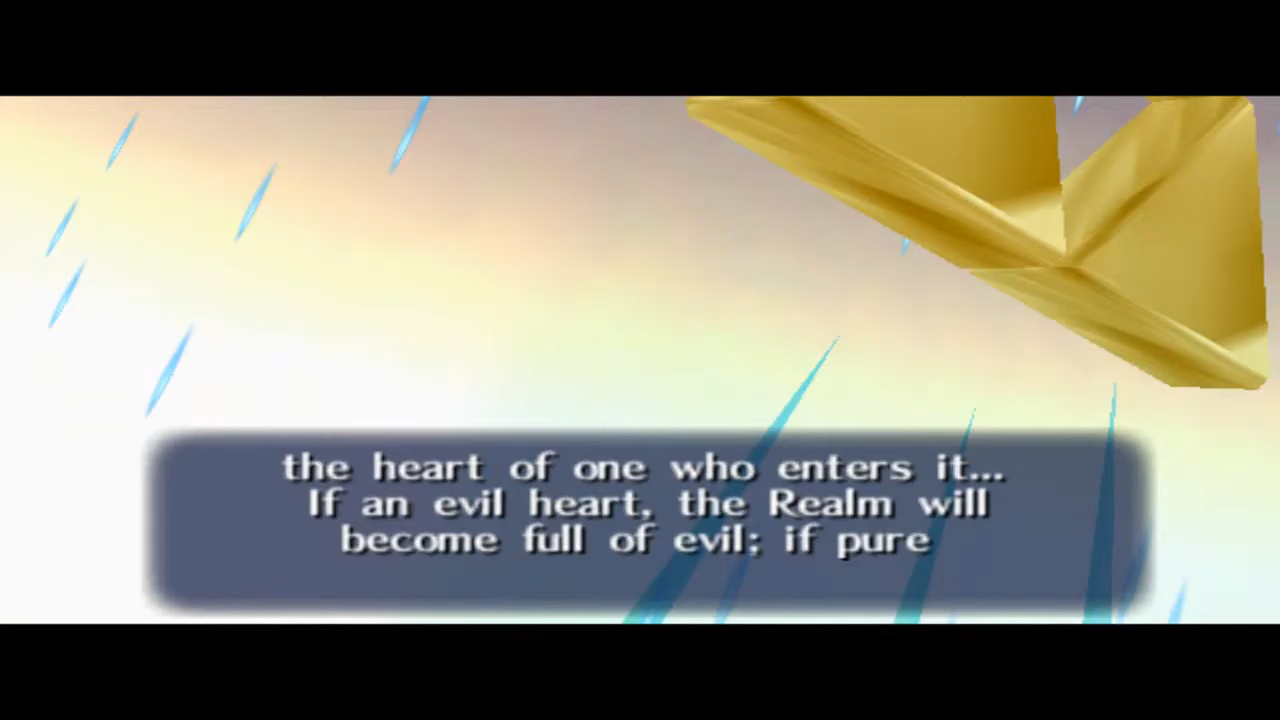 the heart of one who enters it...
If an evil heart, the Realm will
become full of evil; if pure